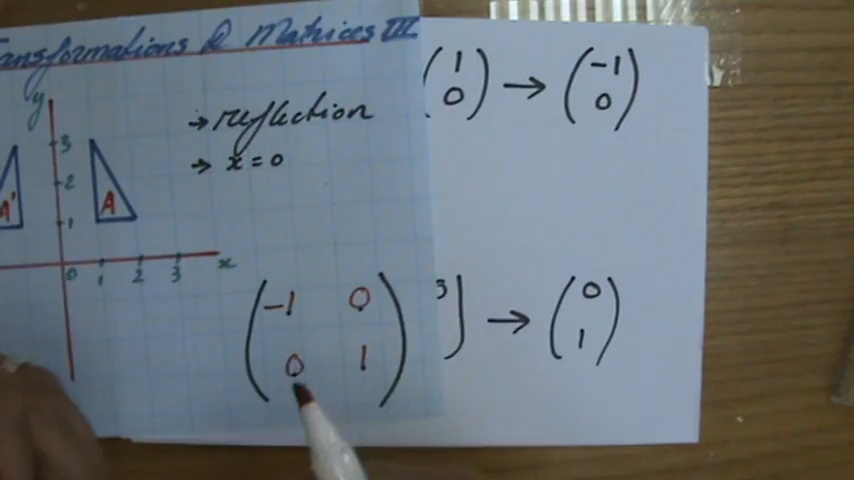 Transformations @ Matrices III
y
→ reflection
→ x = 0
3
2
1
A'
A
0 1 2 3 x
(1 0) → (-1 0)
(-1 0
0 1)
→ (0 1)